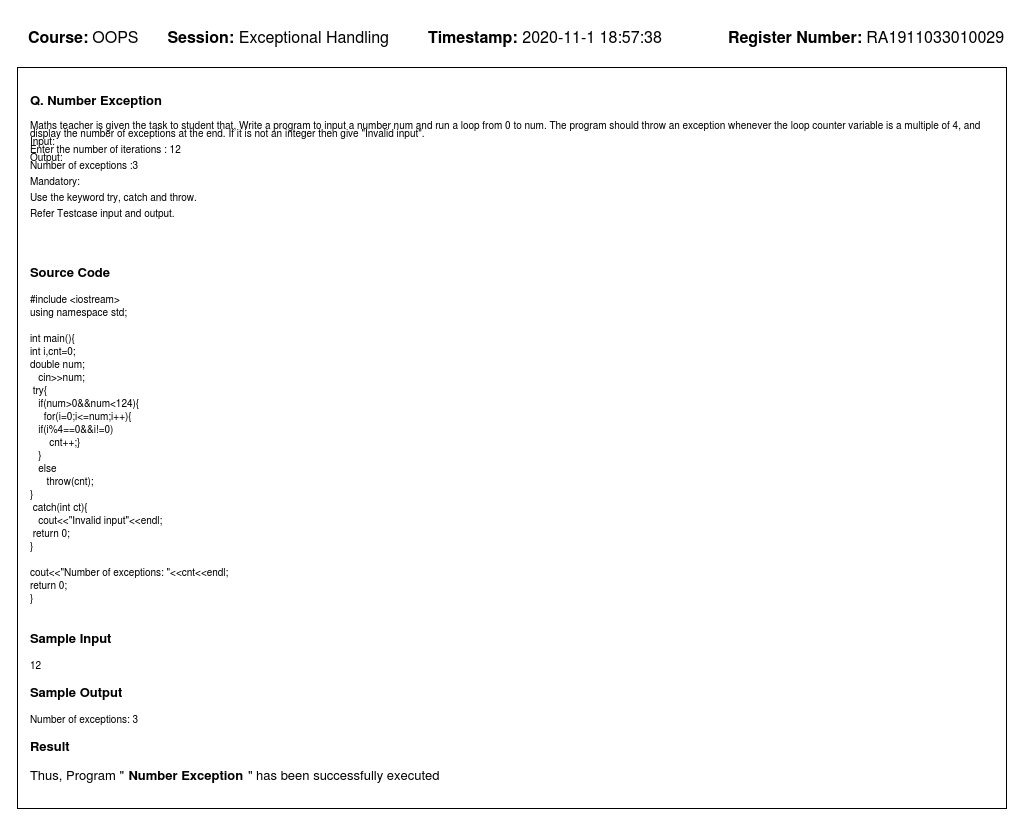 Course: OOPS Session: Exceptional Handling Timestamp: 2020-11-1 18:57:38 Register Number: RA1911033010029
Q. Number Exception
Maths teacher is given the task to student that. Write a program to input a number num and run a loop from 0 to num. The program should throw an exception whenever the loop counter variable is a multiple of 4, and
display the number of exceptions at the end. If it is not an integer then give "Invalid input".
Input:
Enter the number of iterations : 12
Output:
Number of exceptions :3
Mandatory:
Use the keyword try, catch and throw.
Refer Testcase input and output.
Source Code
#include <iostream>
using namespace std;
int main(){
int i,cnt=0;
double num;
cin>>num;
try{
if(num>0&&num<124){
for(i=0;i<=num;i++){
if(i%4==0&&i!=0)
cnt++;}
}
else
throw(cnt);
}
catch(int ct){
cout<<"Invalid input"<<endl;
return 0;
}
cout<<"Number of exceptions: "<<cnt<<endl;
return 0;
}
Sample Input
12
Sample Output
Number of exceptions: 3
Result
Thus, Program " Number Exception " has been successfully executed